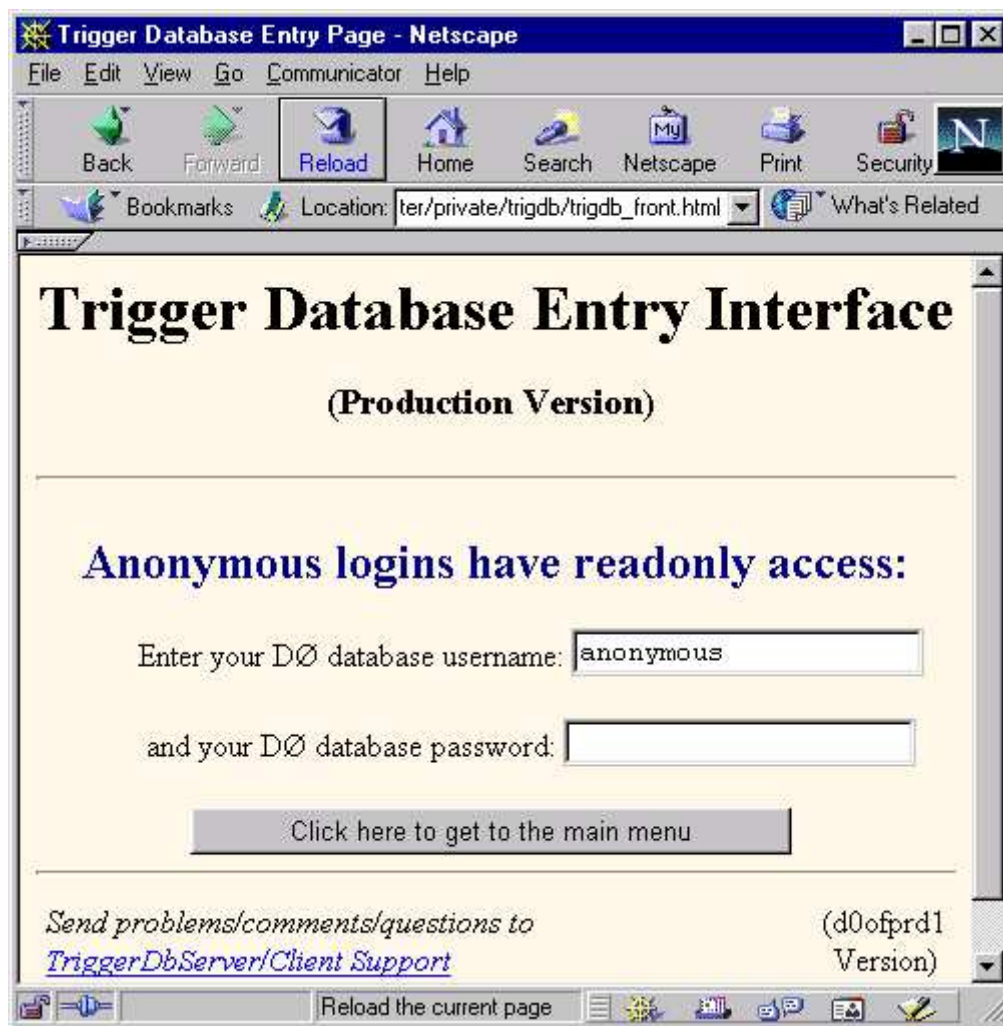 Trigger Database Entry Page - Netscape
File Edit View Go Communicator Help
Back Forward Reload Home Search My Netscape Print Security N
Bookmarks Location: ter/private/trigdb/trigdb_front.html What's Related
Trigger Database Entry Interface
(Production Version)
Anonymous logins have readonly access:
Enter your DØ database username: anonymous
and your DØ database password:
Click here to get to the main menu
Send problems/comments/questions to
TriggerDbServer/Client Support
(d0ofprd1
Version)
Reload the current page